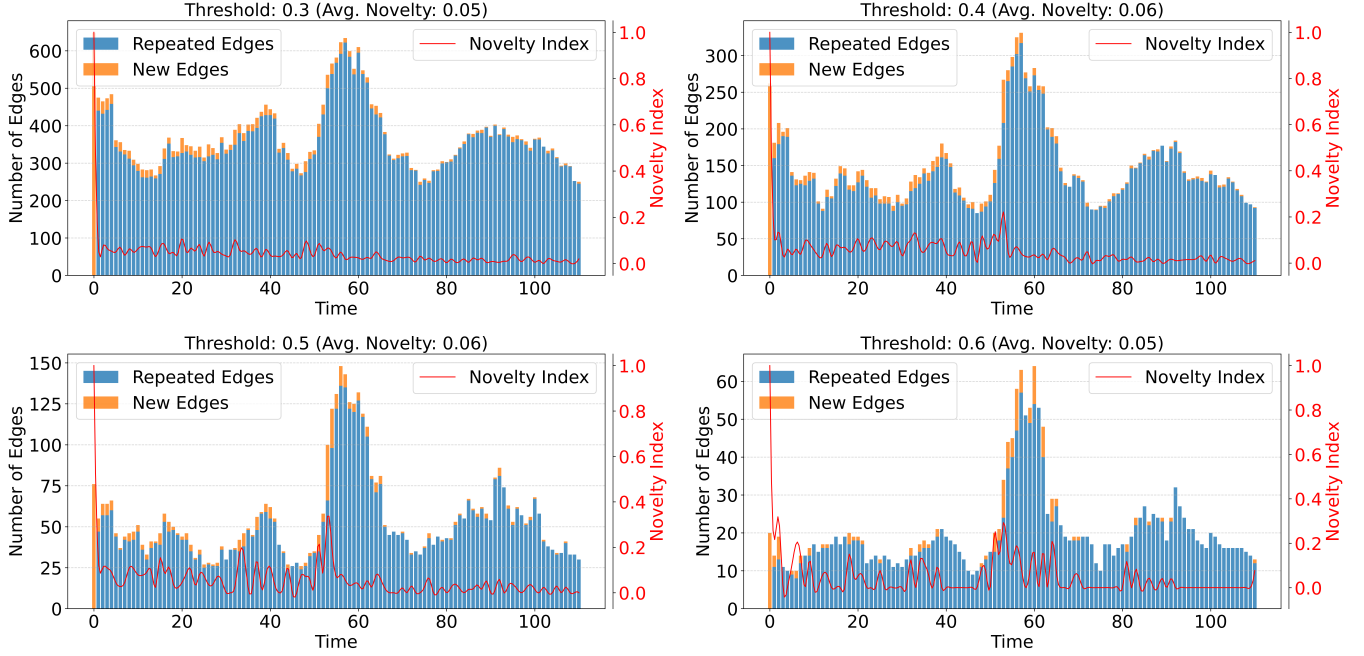 Threshold: 0.3 (Avg. Novelty: 0.05)
Number of Edges
600
500
400
300
200
100
0
Repeated Edges
New Edges
Novelty Index
1.0
0.8
0.6
0.4
0.2
0.0
Novelty Index
0 20 40 60 80 100
Time
Threshold: 0.4 (Avg. Novelty: 0.06)
Number of Edges
300
250
200
150
100
50
0
Repeated Edges
New Edges
Novelty Index
1.0
0.8
0.6
0.4
0.2
0.0
Novelty Index
0 20 40 60 80 100
Time
Threshold: 0.5 (Avg. Novelty: 0.06)
Number of Edges
150
125
100
75
50
25
0
Repeated Edges
New Edges
Novelty Index
1.0
0.8
0.6
0.4
0.2
0.0
Novelty Index
0 20 40 60 80 100
Time
Threshold: 0.6 (Avg. Novelty: 0.05)
Number of Edges
60
50
40
30
20
10
0
Repeated Edges
New Edges
Novelty Index
1.0
0.8
0.6
0.4
0.2
0.0
Novelty Index
0 20 40 60 80 100
Time